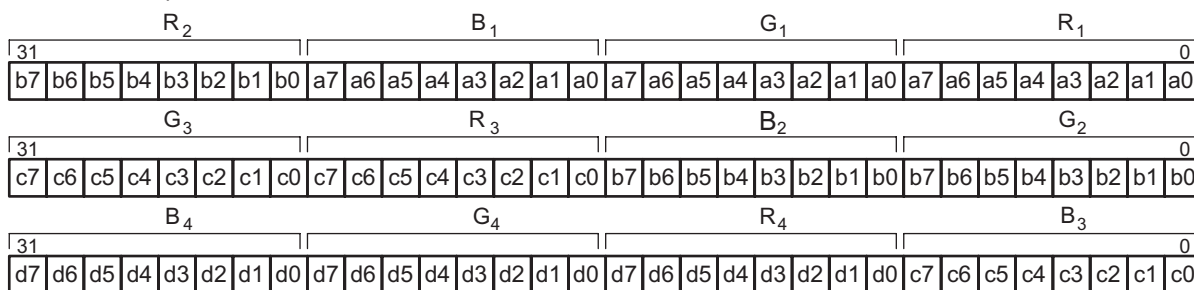 R2 B1 G1 R1
31 0
b7 b6 b5 b4 b3 b2 b1 b0 a7 a6 a5 a4 a3 a2 a1 a0 a7 a6 a5 a4 a3 a2 a1 a0 a7 a6 a5 a4 a3 a2 a1 a0
G3 R3 B2 G2
31 0
c7 c6 c5 c4 c3 c2 c1 c0 c7 c6 c5 c4 c3 c2 c1 c0 b7 b6 b5 b4 b3 b2 b1 b0 b7 b6 b5 b4 b3 b2 b1 b0
B4 G4 R4 B3
31 0
d7 d6 d5 d4 d3 d2 d1 d0 d7 d6 d5 d4 d3 d2 d1 d0 d7 d6 d5 d4 d3 d2 d1 d0 c7 c6 c5 c4 c3 c2 c1 c0